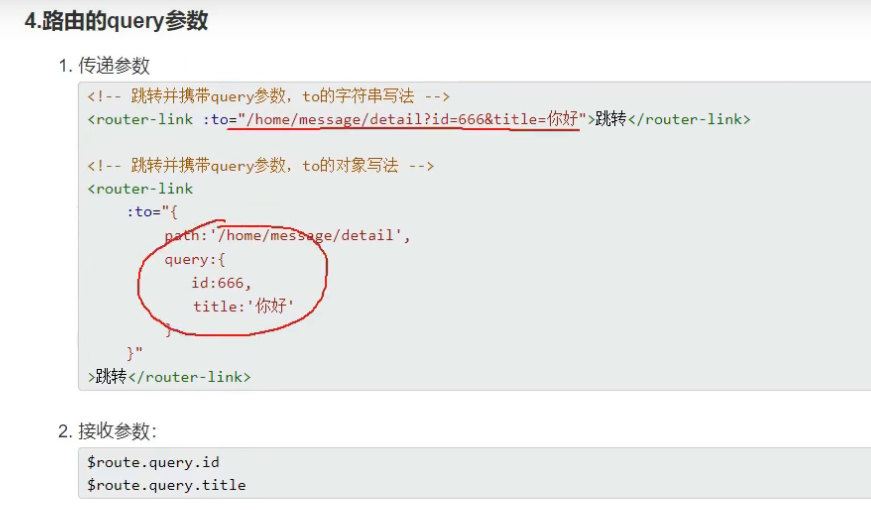 4.路由的query参数
1. 传递参数
<!-- 跳转并携带query参数，to的字符串写法 -->
<router-link :to="/home/message/detail?id=666&title=你好">跳转</router-link>
<!-- 跳转并携带query参数，to的对象写法 -->
<router-link
:to="{
path:'/home/message/detail',
query:{
id:666,
title:'你好'
}
}"
>跳转</router-link>
2. 接收参数：
$route.query.id
$route.query.title